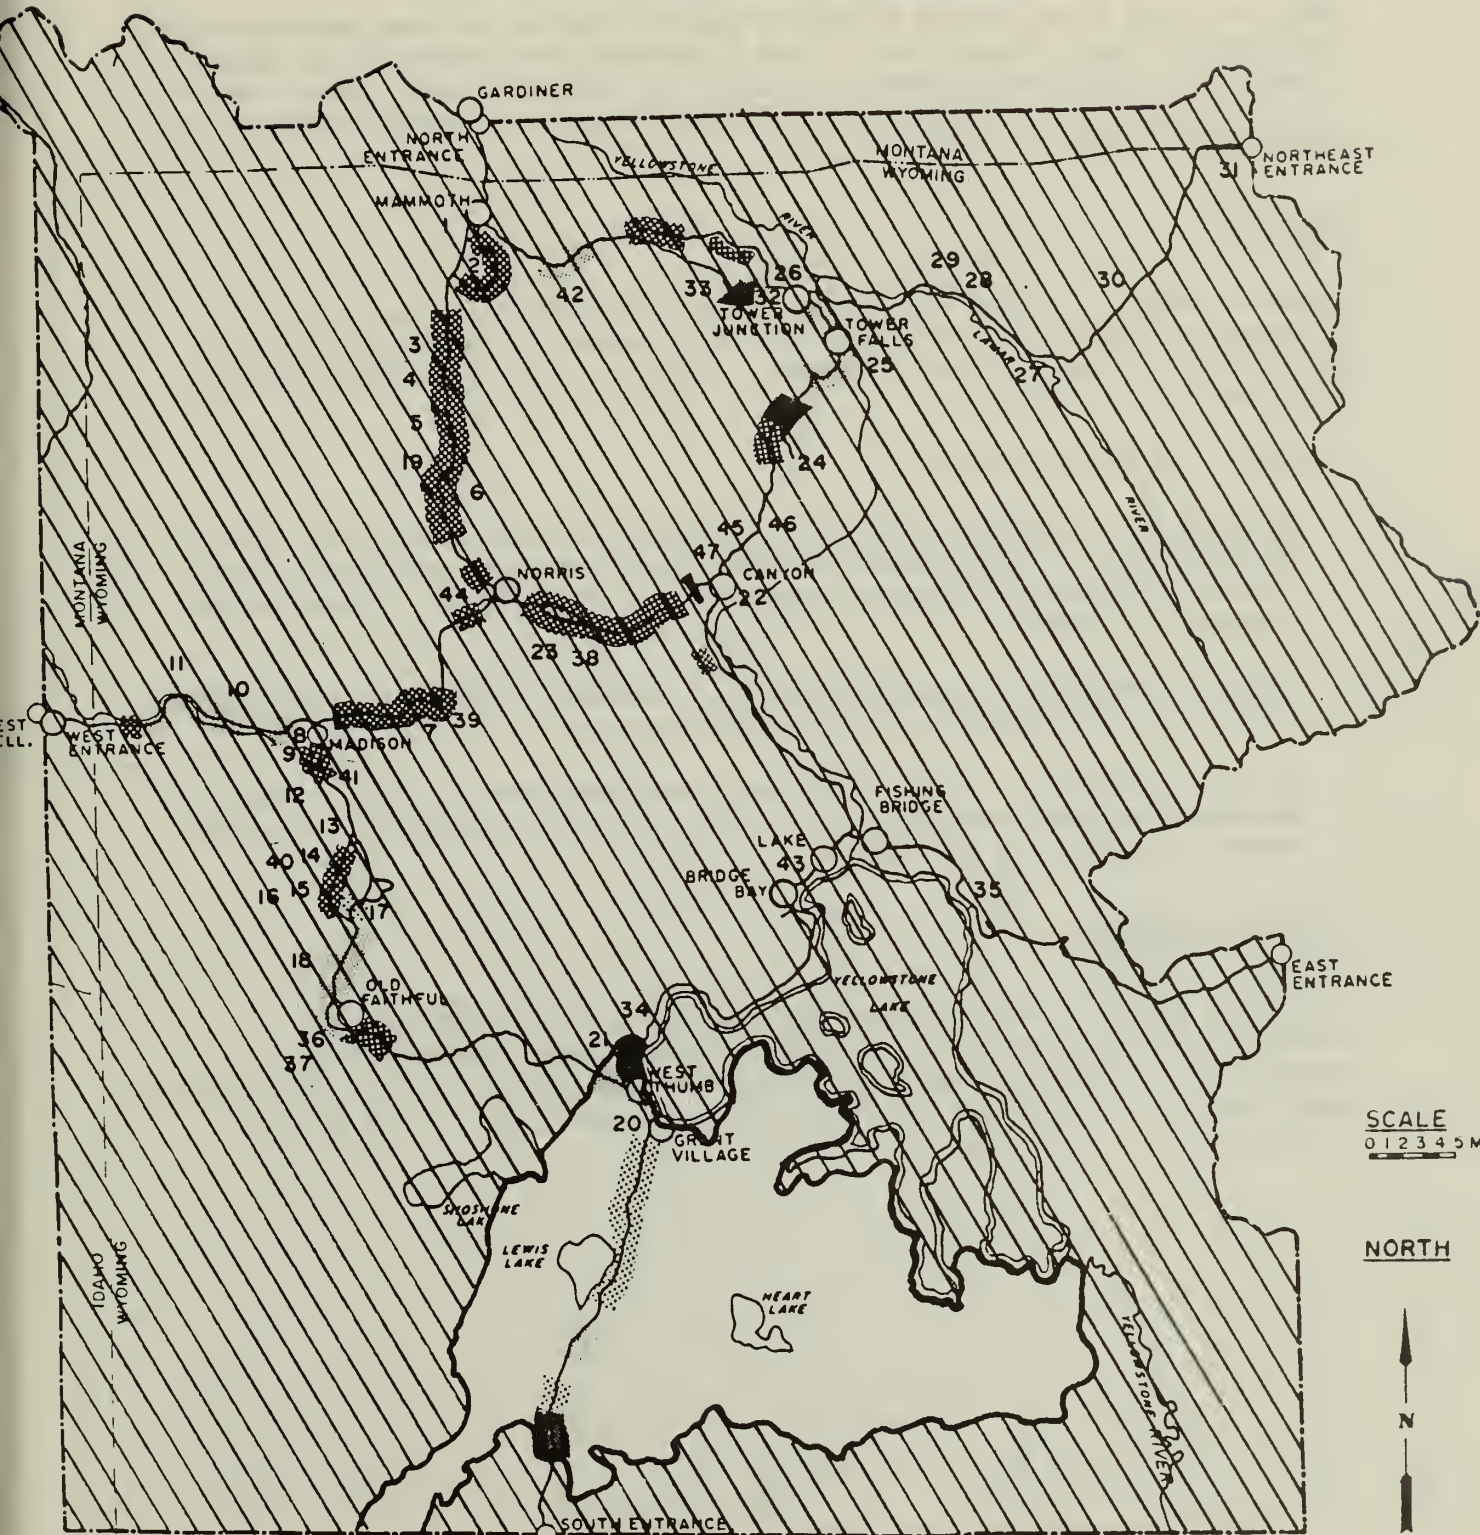 GARDINER
NORTH
ENTRANCE
YELLOWSTONE
MONTANA
WYOMING
NORTHEAST
ENTRANCE
31
MAMMOTH
1
RIVER
2
42
33
26
32
TOWER
JUNCTION
29
28
30
TOWER
FALLS
LAMAR
27
25
3
4
5
19
6
24
RIVER
45
46
47
MONTANA
WYOMING
NORRIS
44
CANYON
22
23
38
11
10
WEST
ENTRANCE
8
MADISON
7
39
9
41
12
13
FISHING
BRIDGE
LAKE
43
BRIDGE
BAY
40
14
15
16
17
35
18
OLD
FAITHFUL
YELLOWSTONE
LAKE
EAST
ENTRANCE
36
37
34
21
WEST
THUMB
20
GRANT
VILLAGE
SCALE
0 1 2 3 4 5 M
SHOSHONE
LAKE
LEWIS
LAKE
NORTH
IDAHO
WYOMING
HEART
LAKE
YELLOWSTONE RIVER
N
SOUTH ENTRANCE